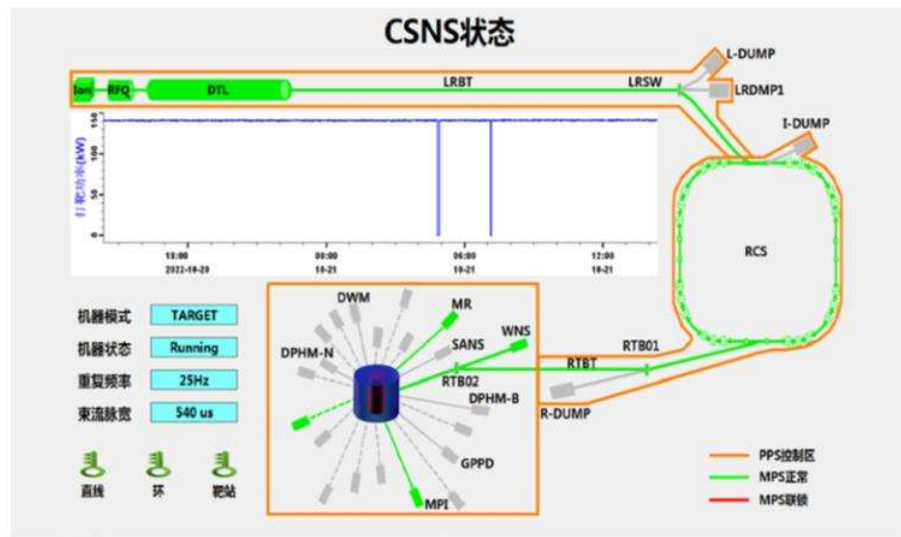 CSNS状态
L-DUMP
Ion
RFQ
DTL
LRBT
LRSW
LRDMP1
I-DUMP
打靶功率(kW)
150
100
50
0
18:00
2022-10-20
00:00
10-21
06:00
10-21
12:00
10-21
RCS
机器模式 TARGET
机器状态 Running
重复频率 25Hz
束流脉宽 540 us
直线
环
靶站
DWM
MR
WNS
SANS
DPHM-N
RTB02
DPHM-B
GPPD
MPI
RTB01
RTBT
R-DUMP
PPS控制区
MPS正常
MPS联锁